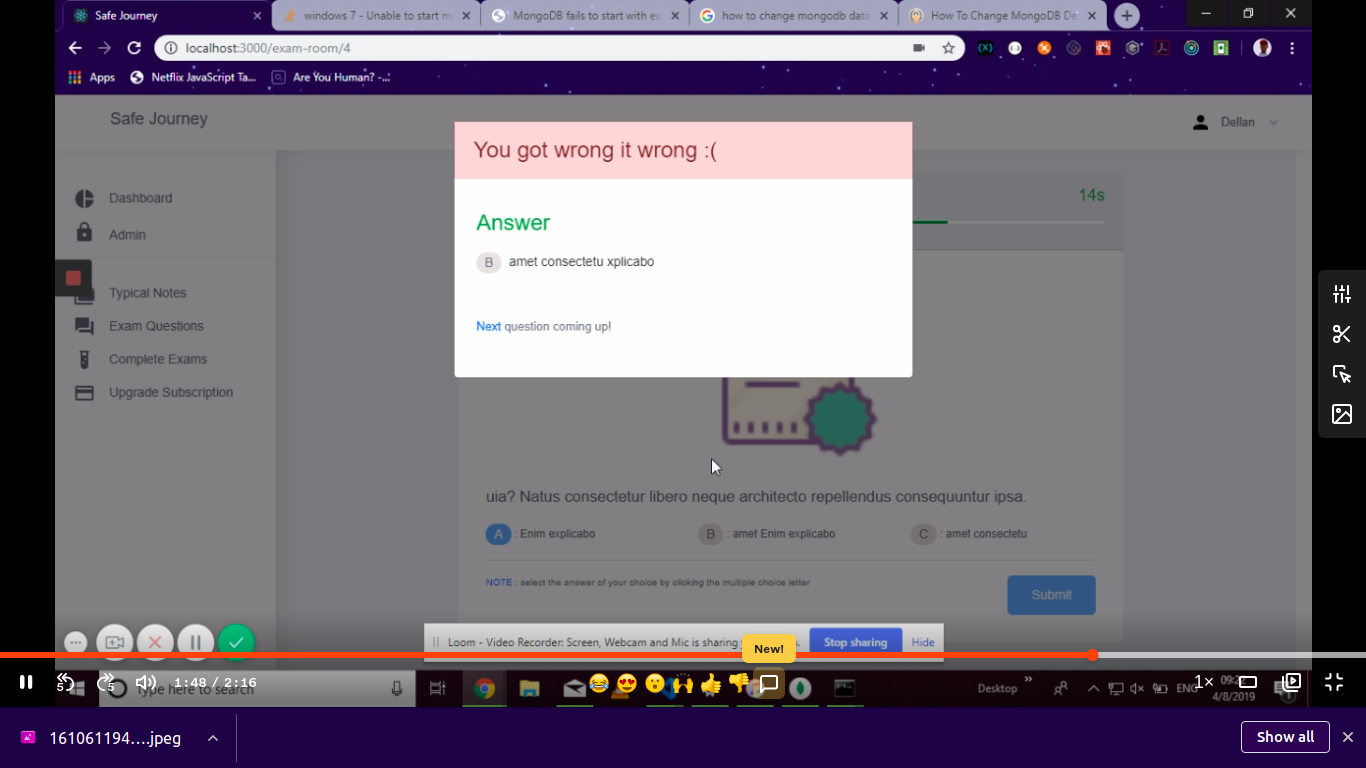 Safe Journey
windows 7 - Unable to start m
MongoDB fails to start with ex
how to change mongodb data
How To Change MongoDB De
localhost:3000/exam-room/4
Apps
Netflix JavaScript Ta...
Are You Human? -...
Safe Journey
Dellan
You got wrong it wrong :(
14s
Answer
B amet consectetu xplicabo
Next question coming up!
Dashboard
Admin
Typical Notes
Exam Questions
Complete Exams
Upgrade Subscription
uia? Natus consectetur libero neque architecto repellendus consequuntur ipsa.
A : Enim explicabo
B : amet Enim explicabo
C : amet consectetu
NOTE : select the answer of your choice by clicking the multiple choice letter
Submit
Loom - Video Recorder: Screen, Webcam and Mic is sharing
Stop sharing
Hide
New!
5
5
1:48 / 2:16
Type here to search
Desktop
ENG
1×
4/8/2019
161061194....jpeg
Show all